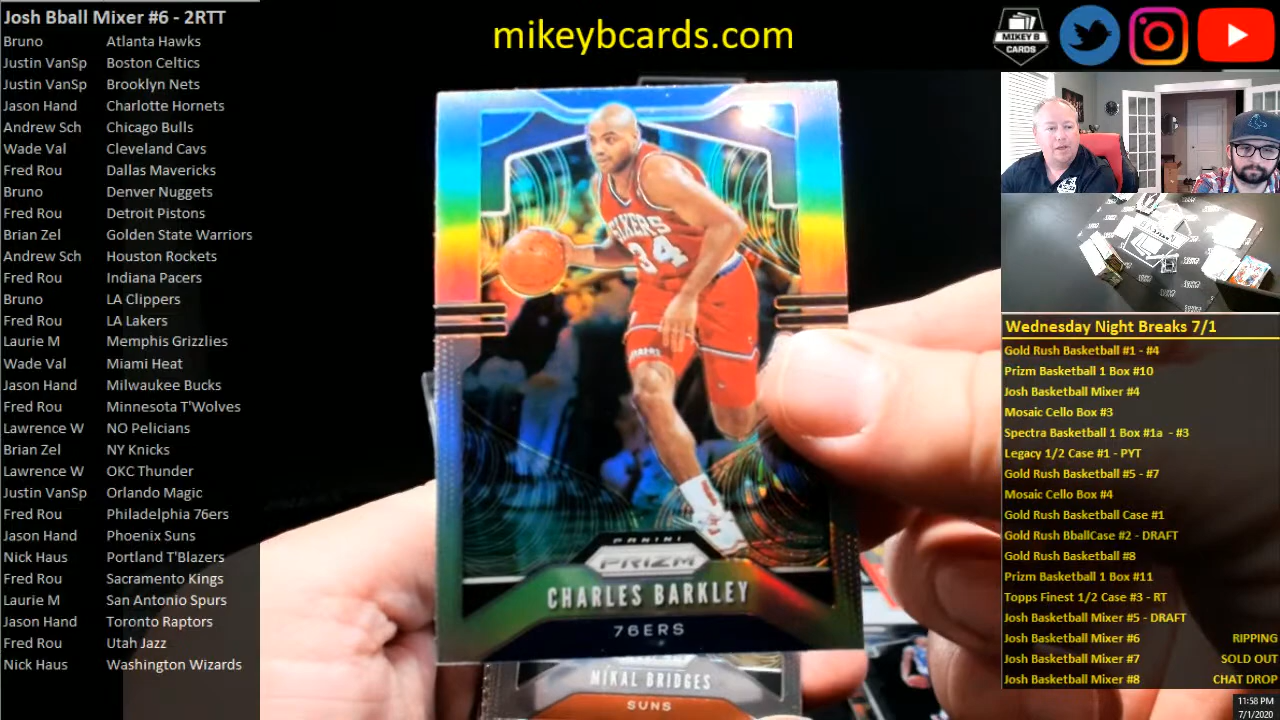 Josh Bball Mixer #6 - 2RTT
Bruno Atlanta Hawks
Justin VanSp Boston Celtics
Justin VanSp Brooklyn Nets
Jason Hand Charlotte Hornets
Andrew Sch Chicago Bulls
Wade Val Cleveland Cavs
Fred Rou Dallas Mavericks
Bruno Denver Nuggets
Fred Rou Detroit Pistons
Brian Zel Golden State Warriors
Andrew Sch Houston Rockets
Fred Rou Indiana Pacers
Bruno LA Clippers
Fred Rou LA Lakers
Laurie M Memphis Grizzlies
Wade Val Miami Heat
Jason Hand Milwaukee Bucks
Fred Rou Minnesota T'Wolves
Lawrence W NO Pelicians
Brian Zel NY Knicks
Lawrence W OKC Thunder
Justin VanSp Orlando Magic
Fred Rou Philadelphia 76ers
Jason Hand Phoenix Suns
Nick Haus Portland T'Blazers
Fred Rou Sacramento Kings
Laurie M San Antonio Spurs
Jason Hand Toronto Raptors
Fred Rou Utah Jazz
Nick Haus Washington Wizards
mikeybcards.com
MIKEY B
CARDS
SIXERS
34
PANINI
PRIZM
CHARLES BARKLEY
76ERS
MIKAL BRIDGES
SUNS
Wednesday Night Breaks 7/1
Gold Rush Basketball #1 - #4
Prizm Basketball 1 Box #10
Josh Basketball Mixer #4
Mosaic Cello Box #3
Spectra Basketball 1 Box #1a - #3
Legacy 1/2 Case #1 - PYT
Gold Rush Basketball #5 - #7
Mosaic Cello Box #4
Gold Rush Basketball Case #1
Gold Rush BballCase #2 - DRAFT
Gold Rush Basketball #8
Prizm Basketball 1 Box #11
Topps Finest 1/2 Case #3 - RT
Josh Basketball Mixer #5 - DRAFT
Josh Basketball Mixer #6 RIPPING
Josh Basketball Mixer #7 SOLD OUT
Josh Basketball Mixer #8 CHAT DROP
11:58 PM
7/1/2020